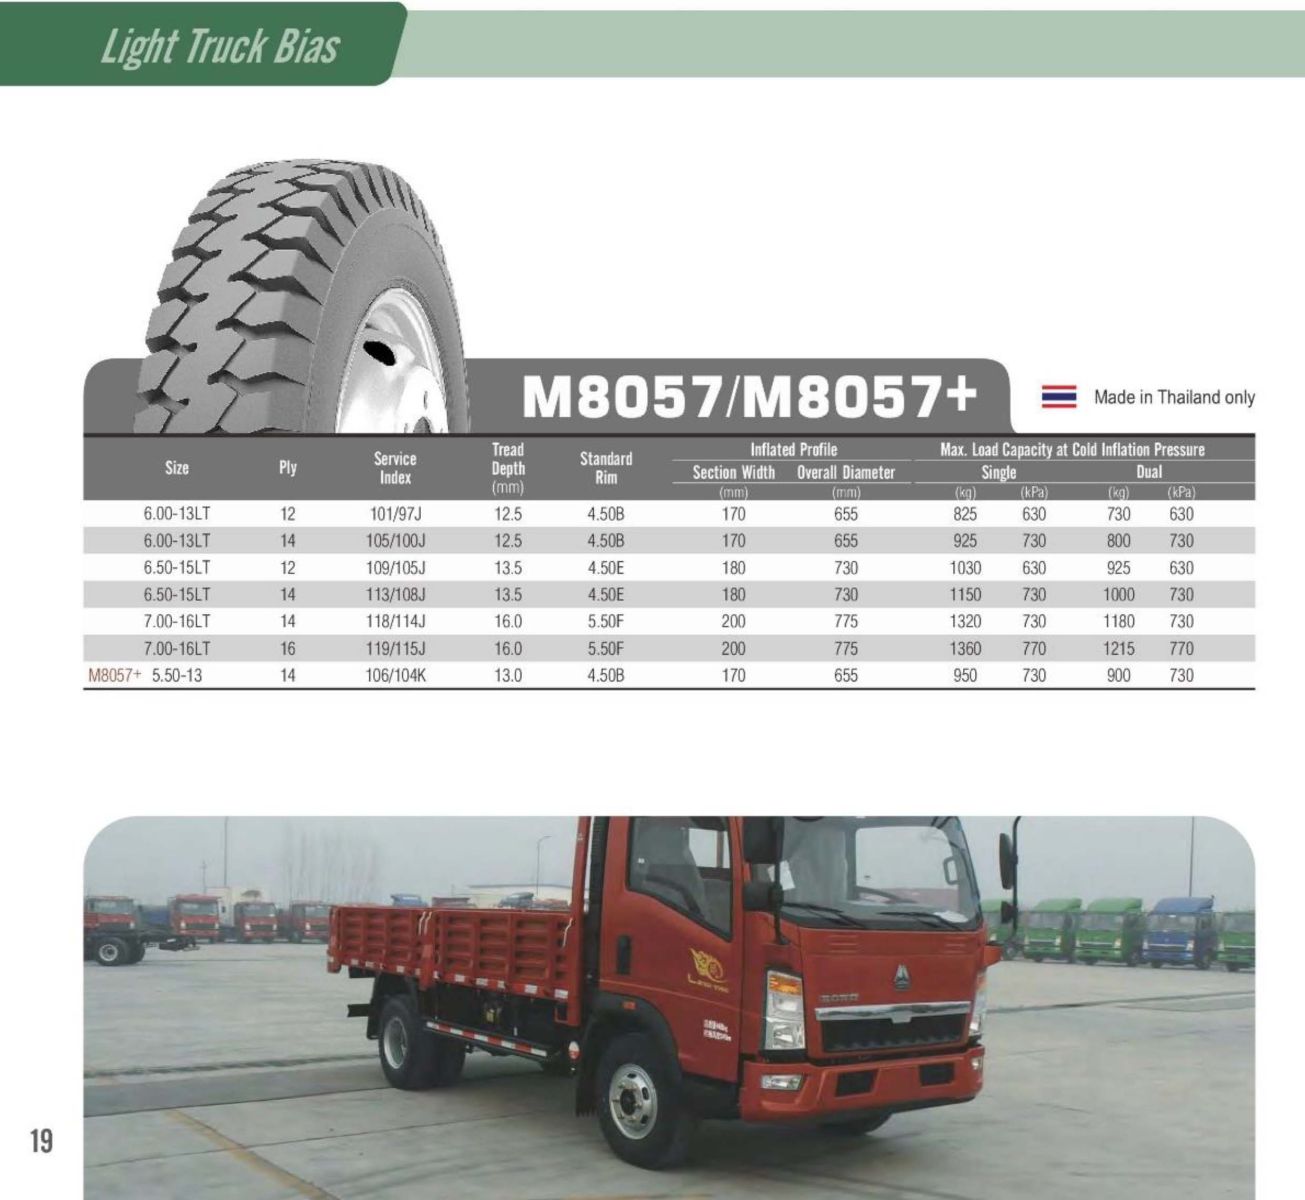 Light Truck Bias
M8057/M8057+
Made in Thailand only
Size Ply Service Index Tread Depth (mm) Standard Rim Inflated Profile Max. Load Capacity at Cold Inflation Pressure
Section Width Overall Diameter Single Dual
(mm) (mm) (kg) (kPa) (kg) (kPa)
6.00-13LT 12 101/97J 12.5 4.50B 170 655 825 630 730 630
6.00-13LT 14 105/100J 12.5 4.50B 170 655 925 730 800 730
6.50-15LT 12 109/105J 13.5 4.50E 180 730 1030 630 925 630
6.50-15LT 14 113/108J 13.5 4.50E 180 730 1150 730 1000 730
7.00-16LT 14 118/114J 16.0 5.50F 200 775 1320 730 1180 730
7.00-16LT 16 119/115J 16.0 5.50F 200 775 1360 770 1215 770
M8057+ 5.50-13 14 106/104K 13.0 4.50B 170 655 950 730 900 730
19